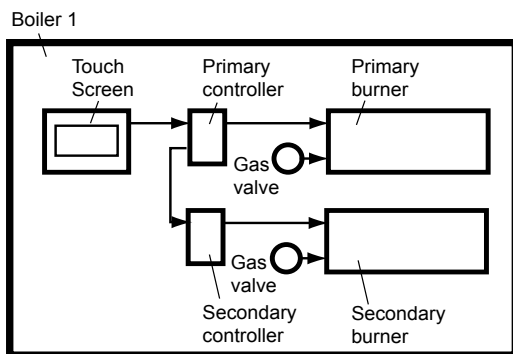 Boiler 1
Touch
Screen
Primary
controller
Primary
burner
Gas
valve
Gas
valve
Secondary
controller
Secondary
burner